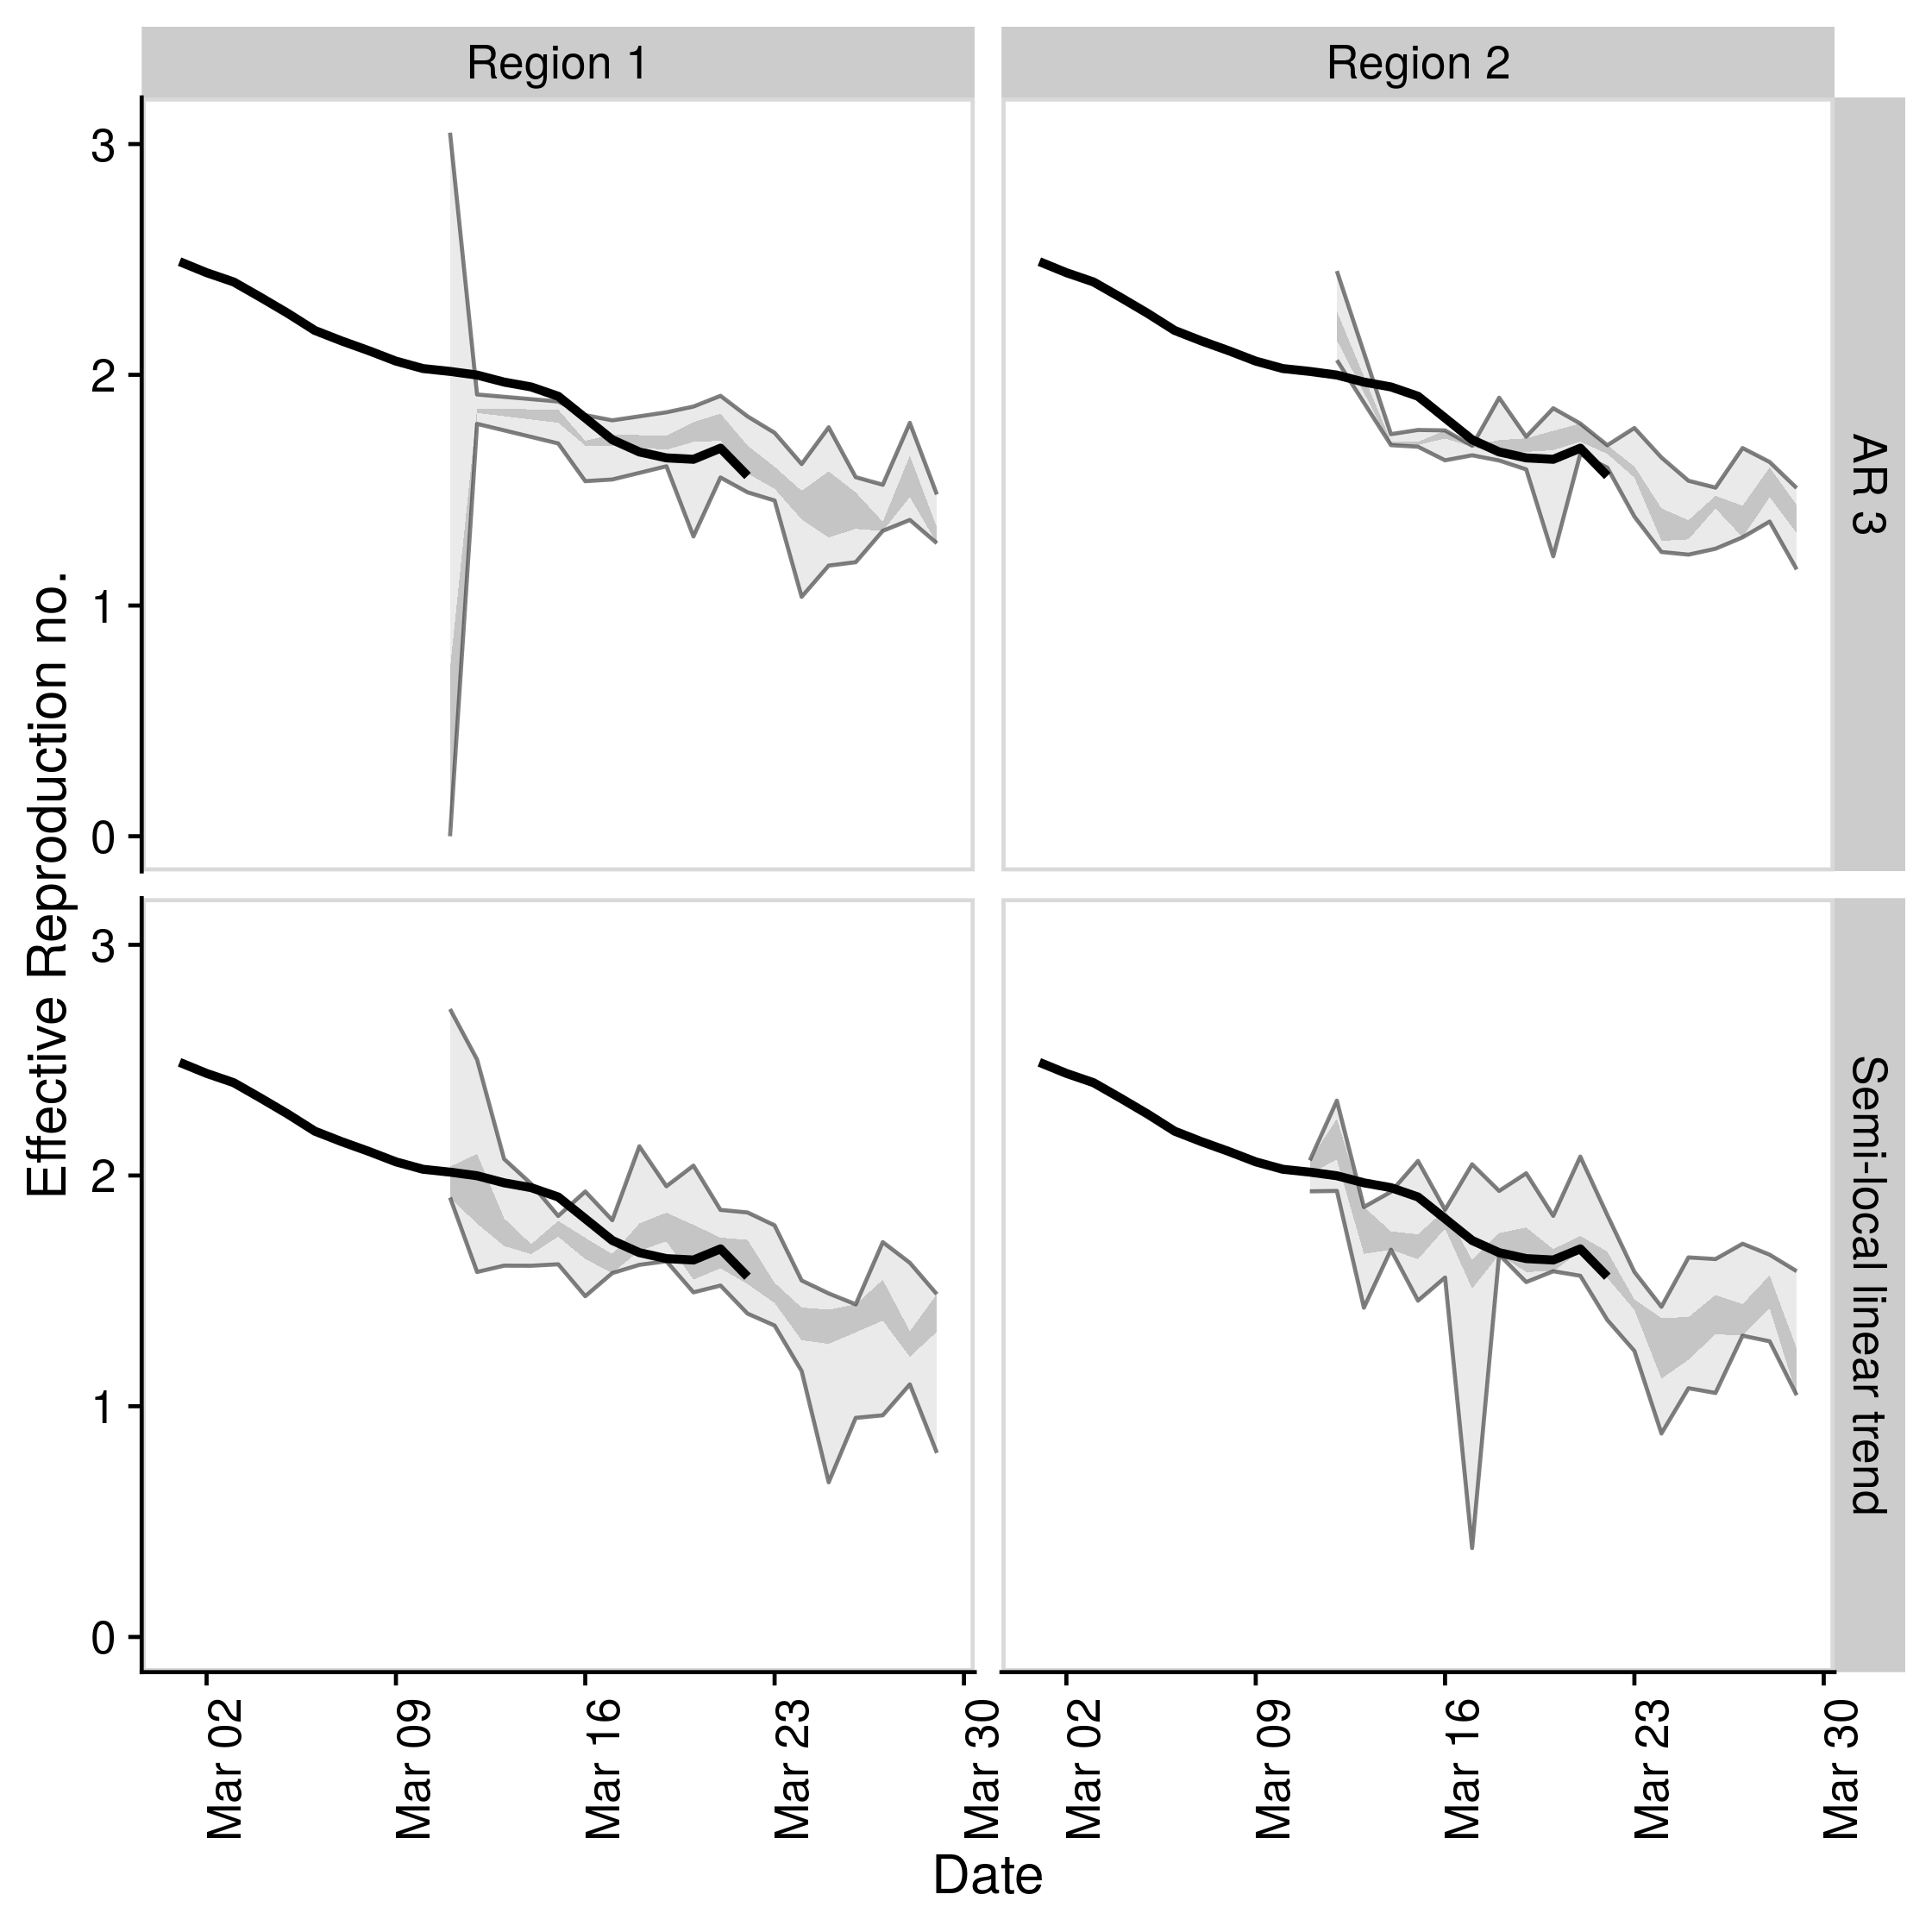 Region 1
Region 2
AR 3
Semi-local linear trend
Effective Reproduction no.
3
2
1
0
3
2
1
0
Mar 02
Mar 09
Mar 16
Mar 23
Mar 30
Mar 02
Mar 09
Mar 16
Mar 23
Mar 30
Date